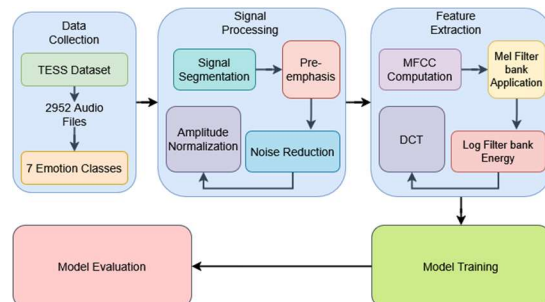 Data
Collection
TESS Dataset
2952 Audio
Files
7 Emotion Classes
Signal
Processing
Signal
Segmentation
Pre-
emphasis
Amplitude
Normalization
Noise Reduction
Feature
Extraction
MFCC
Computation
Mel Filter
bank
Application
DCT
Log Filter bank
Energy
Model Evaluation
Model Training